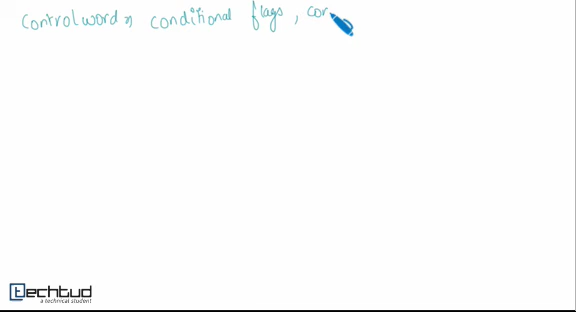 controlword → conditional flags, cor
techtud
a technical student